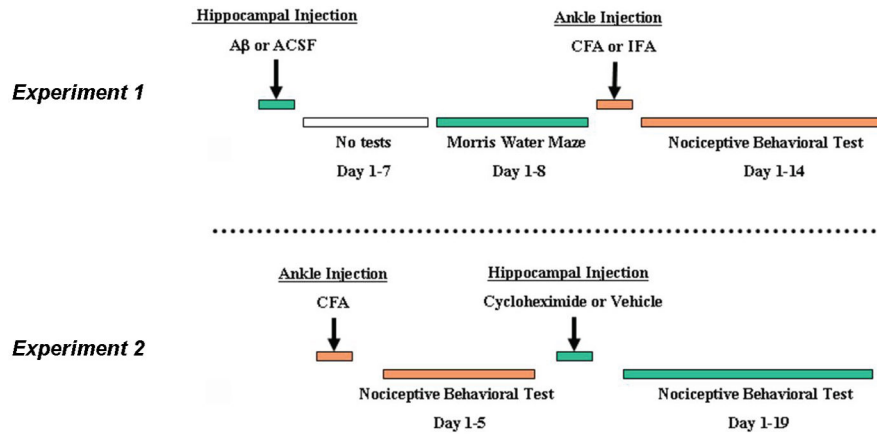 Hippocampal Injection
Aβ or ACSF
Ankle Injection
CFA or IFA
Experiment 1
No tests
Day 1-7
Morris Water Maze
Day 1-8
Nociceptive Behavioral Test
Day 1-14
Ankle Injection
CFA
Hippocampal Injection
Cycloheximide or Vehicle
Experiment 2
Nociceptive Behavioral Test
Day 1-5
Nociceptive Behavioral Test
Day 1-19